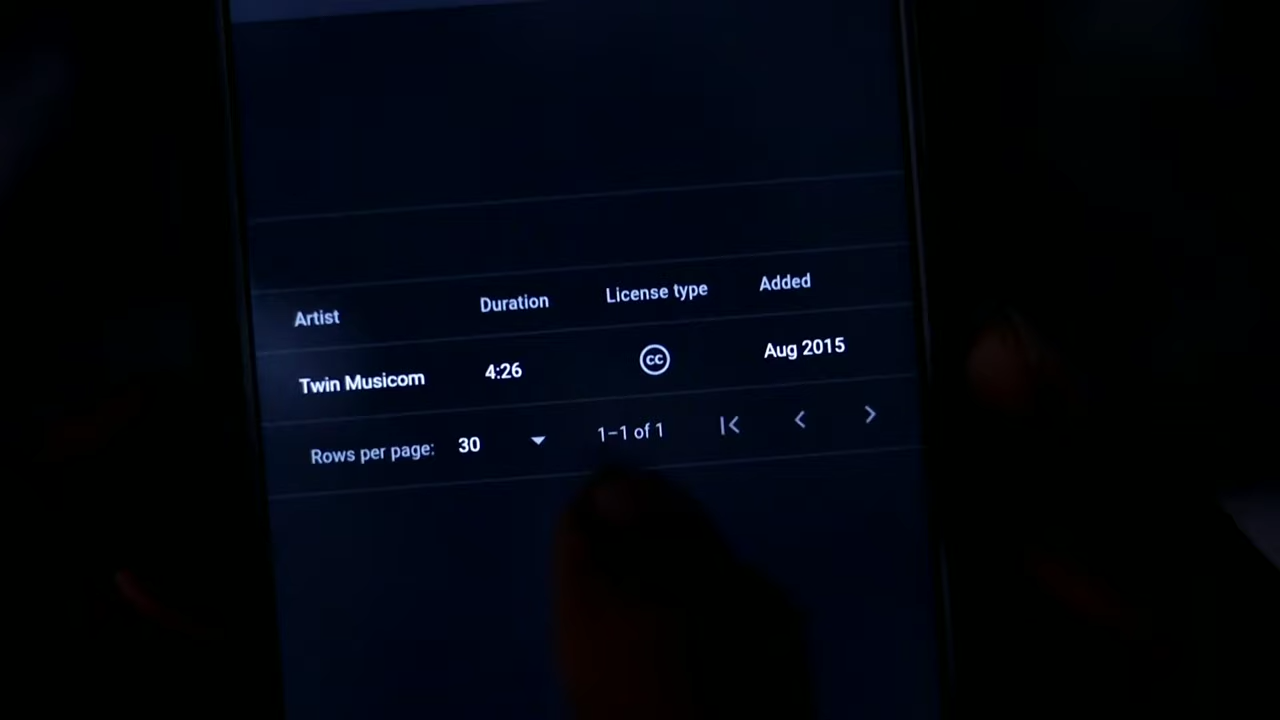 Artist Duration License type Added
Twin Musicom 4:26 cc Aug 2015
Rows per page: 30 1–1 of 1